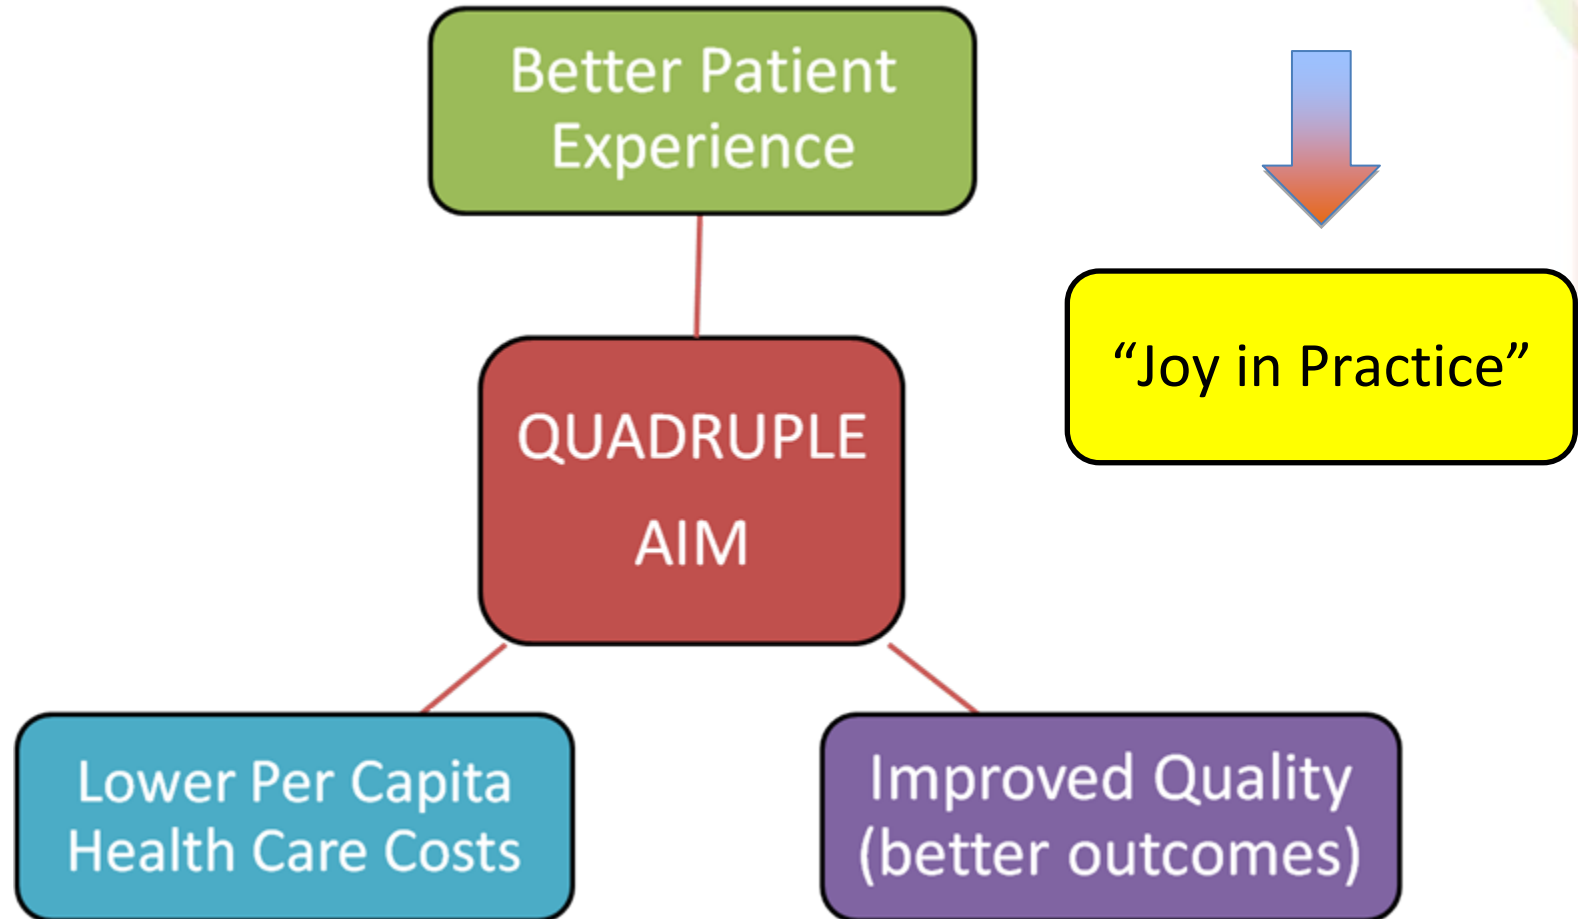 Better Patient
Experience
“Joy in Practice”
QUADRUPLE
AIM
Lower Per Capita
Health Care Costs
Improved Quality
(better outcomes)